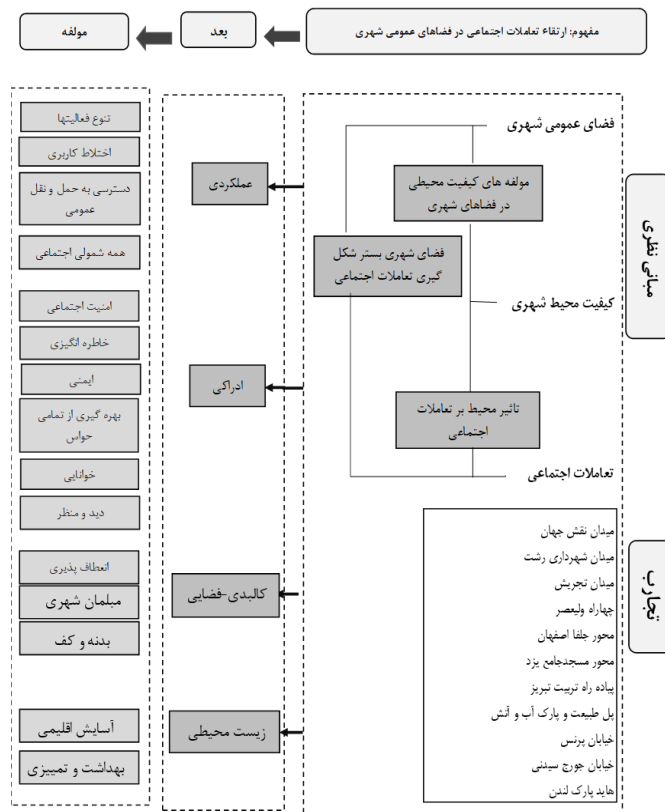 مفهوم: ارتقاء تعاملات اجتماعی در فضاهای عمومی شهری
بعد
مولفه
مبانی نظری
فضای عمومی شهری
مولفه های کیفیت محیطی
در فضاهای شهری
فضای شهری بستر شکل
گیری تعاملات اجتماعی
کیفیت محیط شهری
تاثیر محیط بر تعاملات
اجتماعی
تعاملات اجتماعی
تجارب
میدان نقش جهان
میدان شهرداری رشت
میدان تجریش
چهاراه ولیعصر
محور جلفا اصفهان
محور مسجدجامع یزد
پیاده راه تربیت تبریز
پل طبیعت و پارک آب و آتش
خیابان پرنس
خیابان جورج سیدنی
هاید پارک لندن
عملکردی
ادراکی
کالبدی-فضایی
زیست محیطی
تنوع فعالیتها
اختلاط کاربری
دسترسی به حمل و نقل
عمومی
همه شمولی اجتماعی
امنیت اجتماعی
خاطره انگیزی
ایمنی
بهره گیری از تمامی
حواس
خوانایی
دید و منظر
انعطاف پذیری
مبلمان شهری
بدنه و کف
آسایش اقلیمی
بهداشت و تمییزی